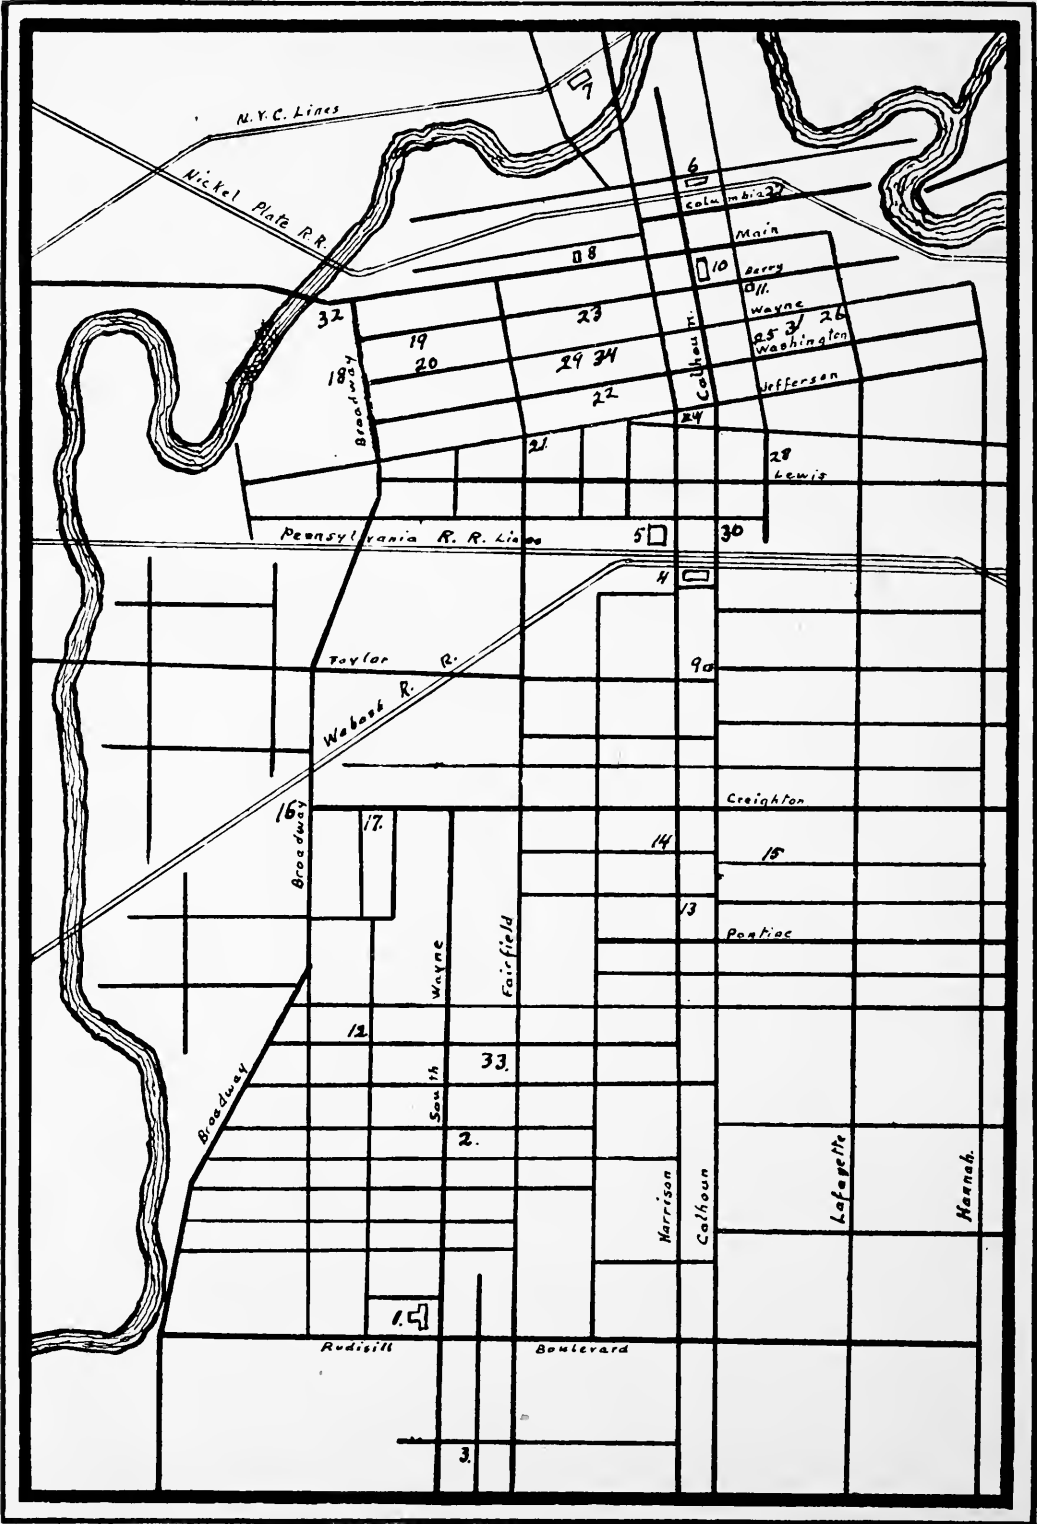 7
N.Y.C. Lines
Nickel Plate R.R.
6
Columbia 27
Main
8
10
Berry
11.
32
23
Wayne
19
25 31 26
Washington
18
20
29 34
Broadway
Calhoun.
Jefferson
22
24
21.
28
Lewis
Pennsylvania R. R. Lines
5
30
4
Taylor
Wabash R. R.
9
Creighton
16
Broadway
17.
14
15
13
Pontiac
Wayne
Fairfield
12
33.
Broadway
South
2.
Harrison
Calhoun
Lafayette
Hannah.
1.
Rudisill Boulevard
3.